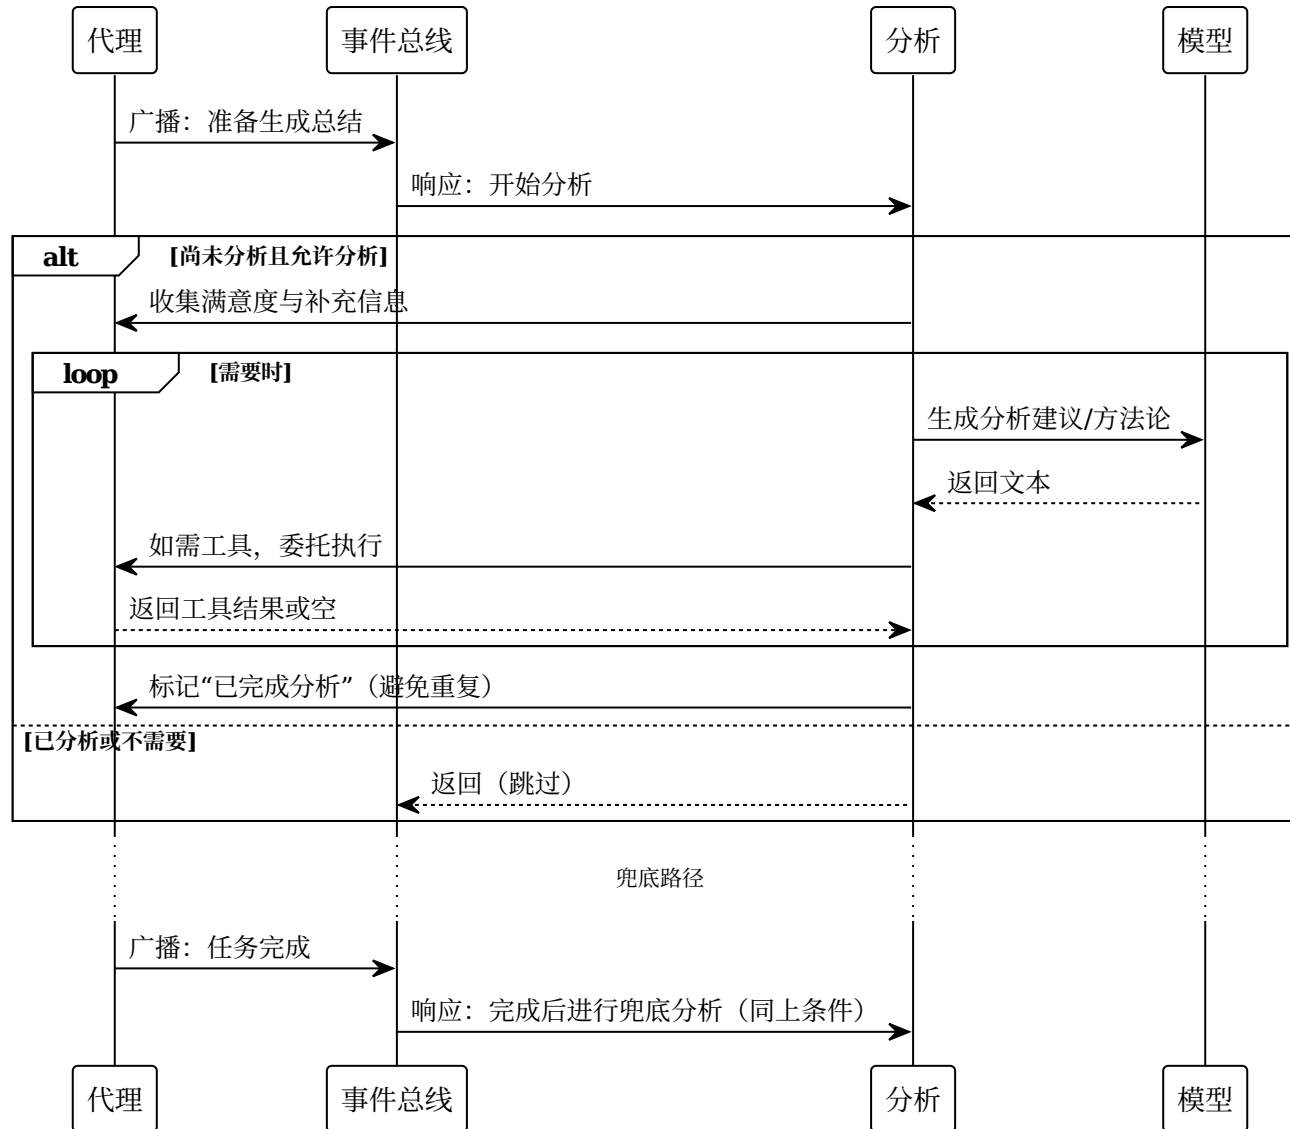 代理 事件总线 分析 模型
广播：准备生成总结
响应：开始分析
alt [尚未分析且允许分析]
收集满意度与补充信息
loop [需要时]
生成分析建议/方法论
返回文本
如需工具，委托执行
返回工具结果或空
标记“已完成分析”（避免重复）
[已分析或不需要]
返回（跳过）
兜底路径
广播：任务完成
响应：完成后进行兜底分析（同上条件）
代理 事件总线 分析 模型